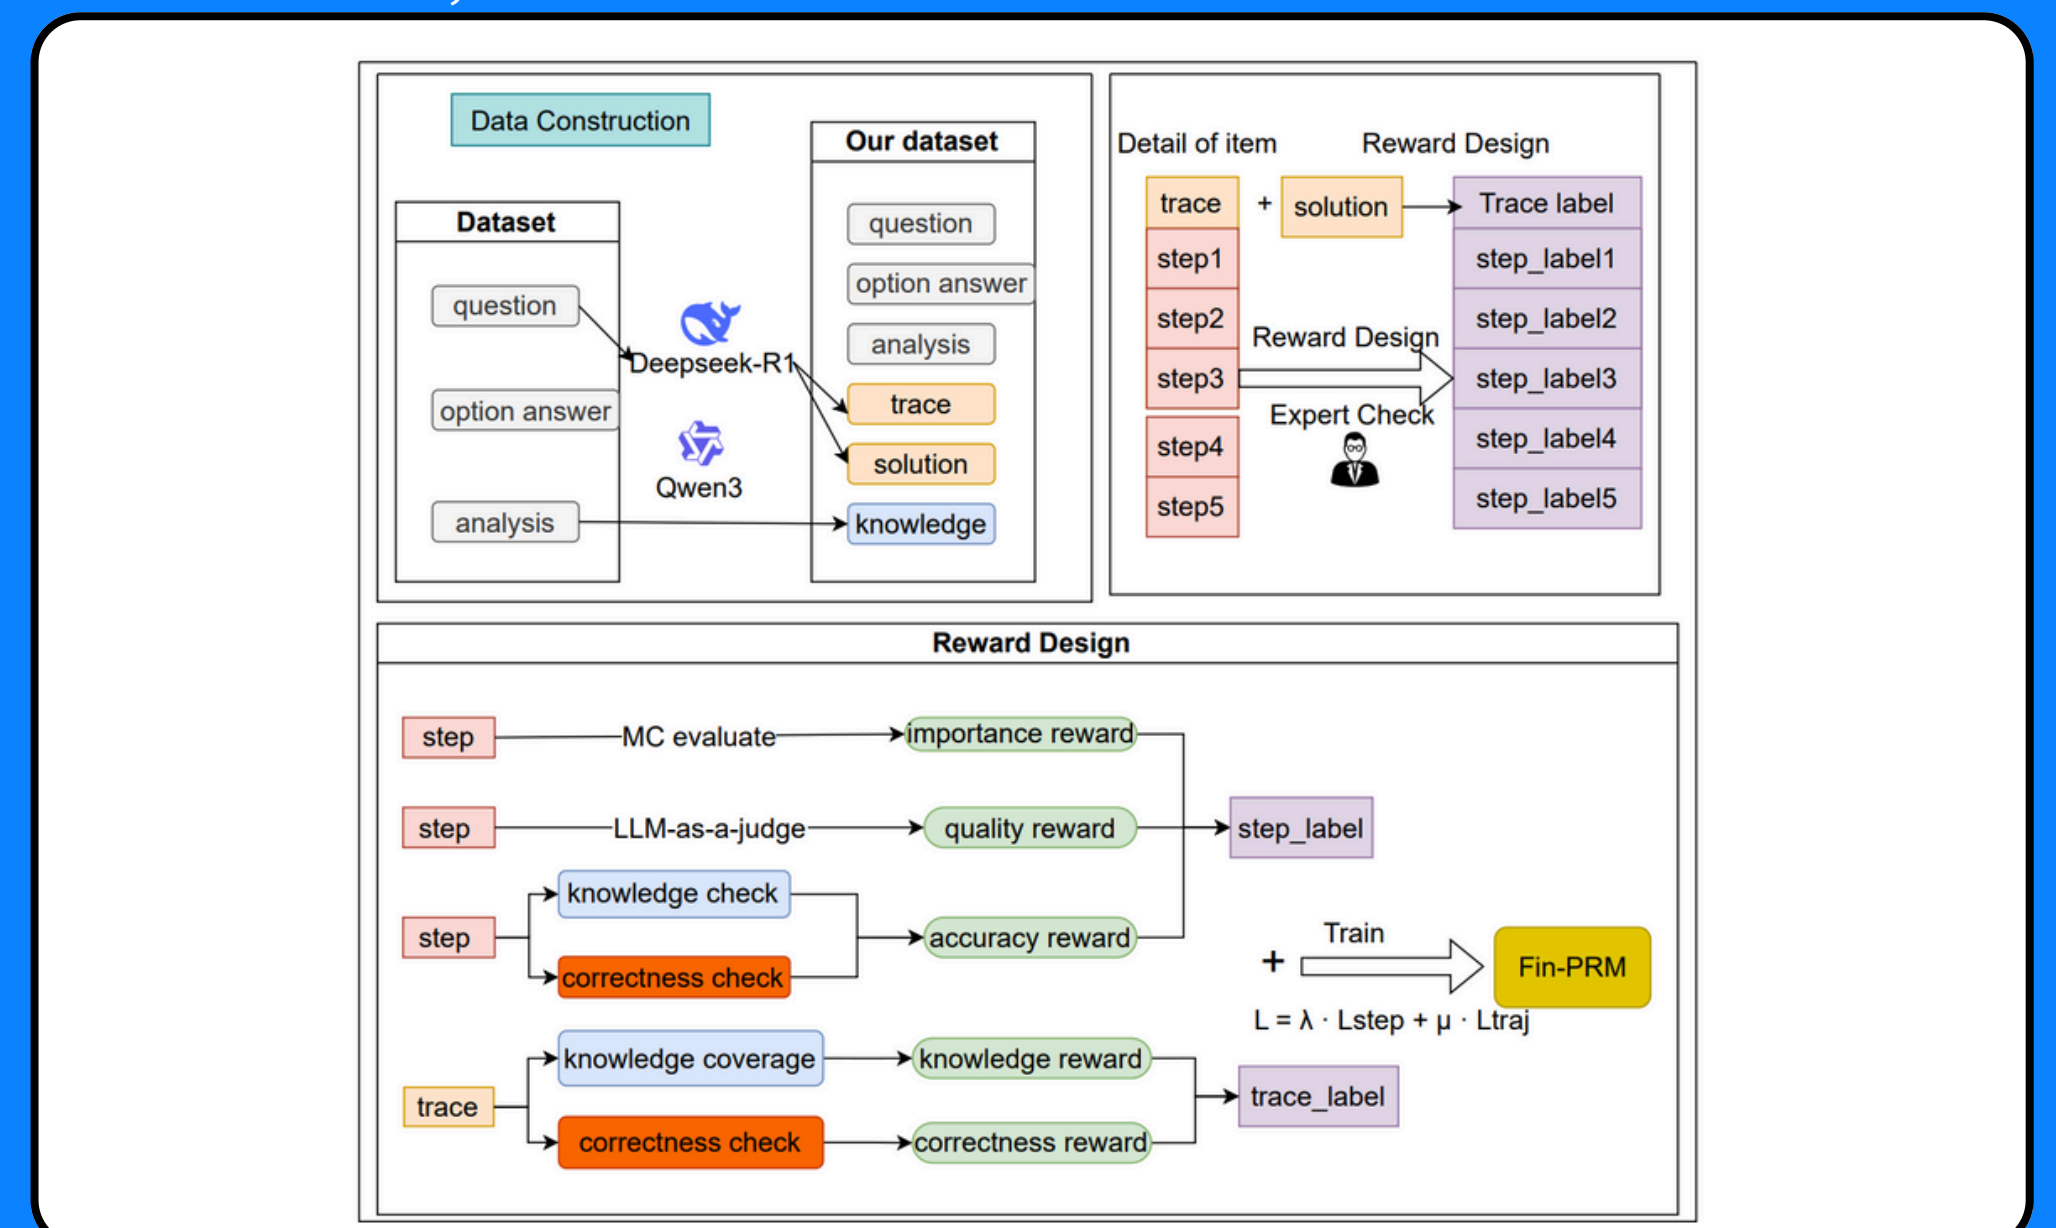 Data Construction
Dataset
question
option answer
analysis
Deepseek-R1
Qwen3
Our dataset
question
option answer
analysis
trace
solution
knowledge
Detail of item
Reward Design
trace
+
solution
Trace label
step1
step2
step3
step4
step5
Reward Design
Expert Check
step_label1
step_label2
step_label3
step_label4
step_label5
Reward Design
step
MC evaluate
importance reward
step
LLM-as-a-judge
quality reward
step_label
step
knowledge check
correctness check
accuracy reward
trace
knowledge coverage
knowledge reward
correctness check
correctness reward
trace_label
+
Train
L = λ · Lstep + μ · Ltraj
Fin-PRM